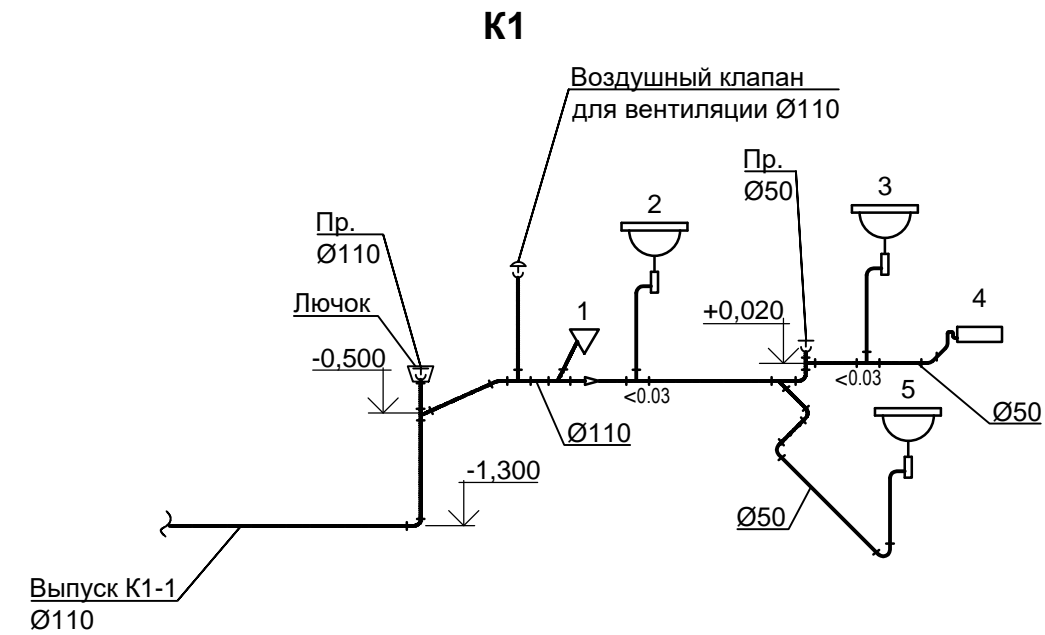 К1
Воздушный клапан
для вентиляции Ø110
Пр.
Ø50
3
2
Пр.
Ø110
Лючок
1
+0,020
4
-0,500
<0.03
<0.03
5
Ø50
Ø110
-1,300
Ø50
Выпуск К1-1
Ø110